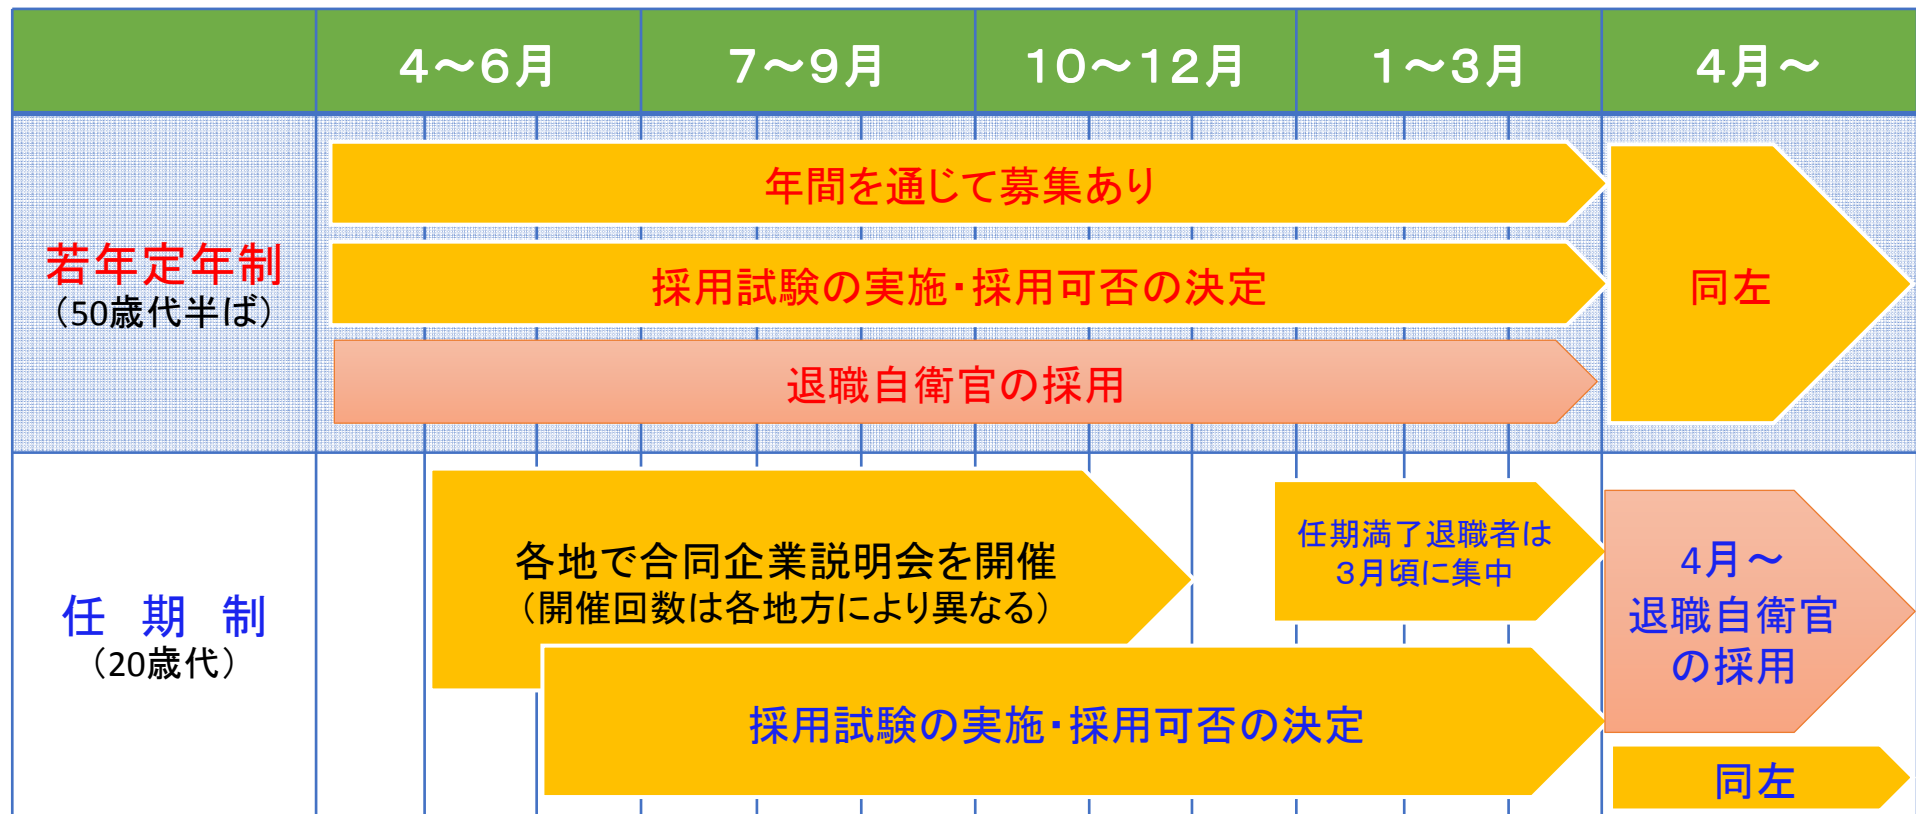 4～6月
7～9月
10～12月
1～3月
4月～
若年定年制
（50歳代半ば）
年間を通じて募集あり
採用試験の実施・採用可否の決定
退職自衛官の採用
同左
任　期　制
（20歳代）
各地で合同企業説明会を開催
（開催回数は各地方により異なる）
採用試験の実施・採用可否の決定
任期満了退職者は
３月頃に集中
4月～
退職自衛官
の採用
同左